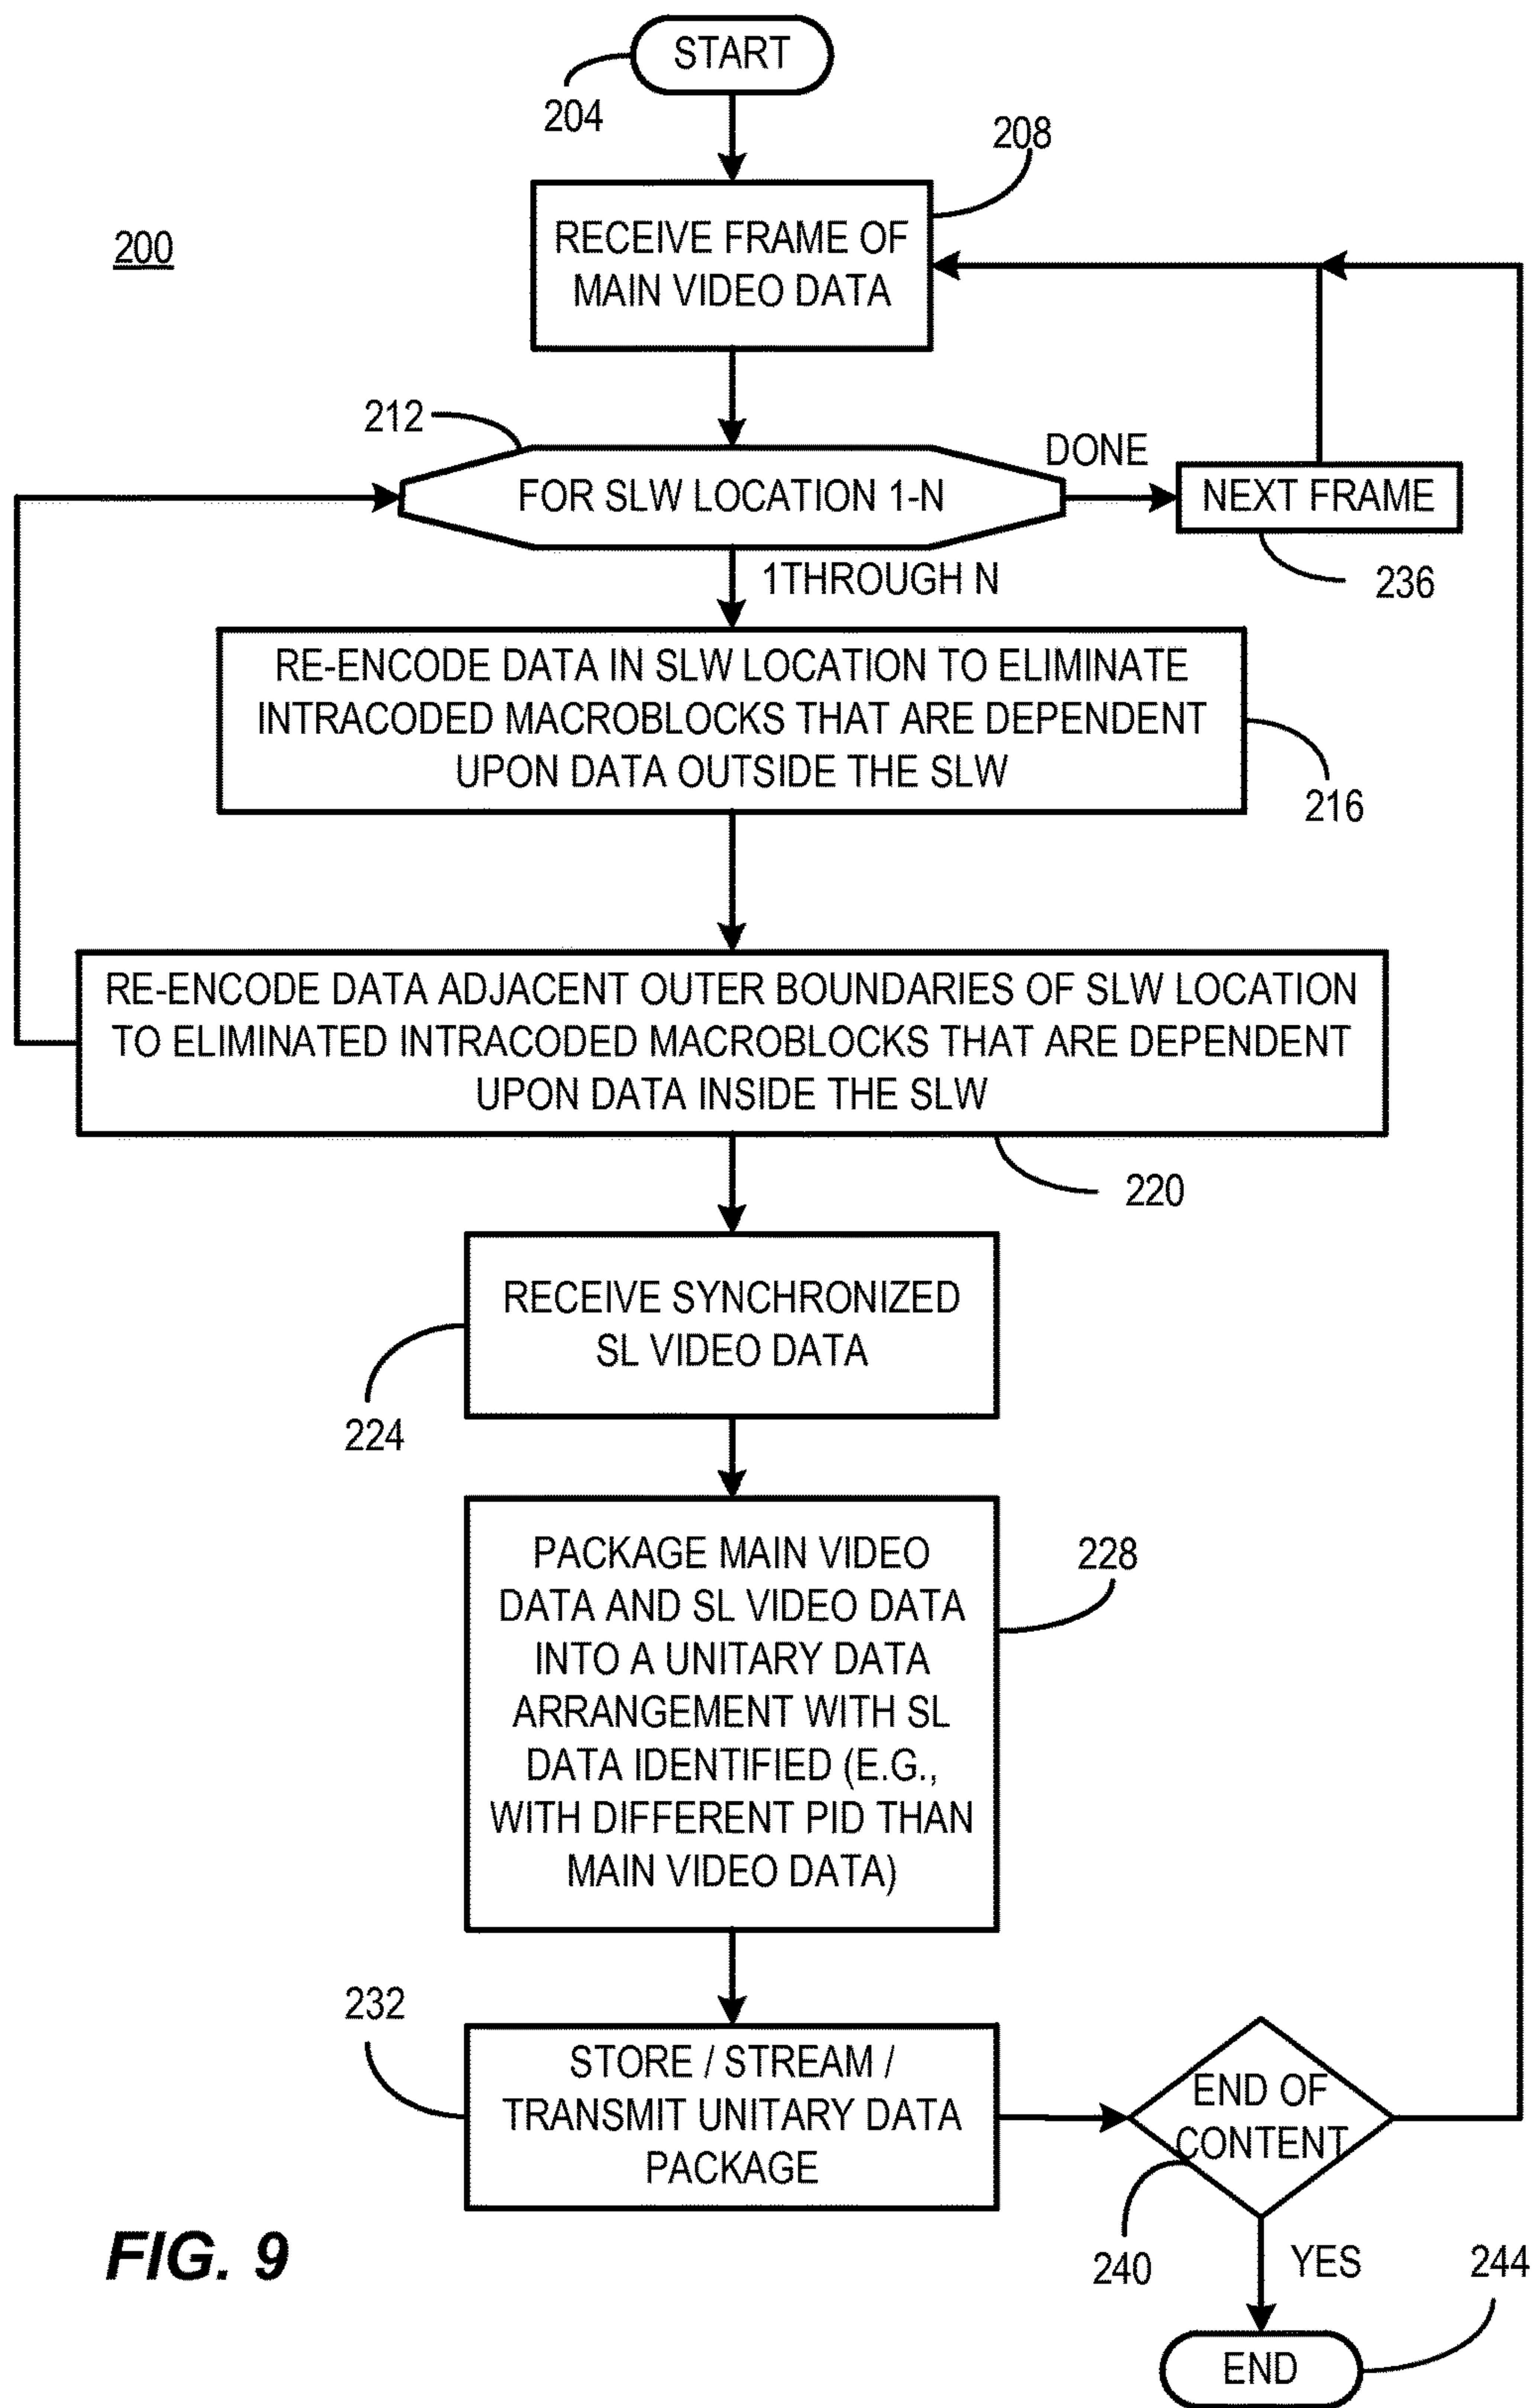 START
204
208
200
RECEIVE FRAME OF
MAIN VIDEO DATA
212
FOR SLW LOCATION 1-N
DONE
NEXT FRAME
236
1THROUGH N
RE-ENCODE DATA IN SLW LOCATION TO ELIMINATE
INTRACODED MACROBLOCKS THAT ARE DEPENDENT
UPON DATA OUTSIDE THE SLW
216
RE-ENCODE DATA ADJACENT OUTER BOUNDARIES OF SLW LOCATION
TO ELIMINATED INTRACODED MACROBLOCKS THAT ARE DEPENDENT
UPON DATA INSIDE THE SLW
220
RECEIVE SYNCHRONIZED
SL VIDEO DATA
224
PACKAGE MAIN VIDEO
DATA AND SL VIDEO DATA
INTO A UNITARY DATA
ARRANGEMENT WITH SL
DATA IDENTIFIED (E.G.,
WITH DIFFERENT PID THAN
MAIN VIDEO DATA)
228
232
STORE / STREAM /
TRANSMIT UNITARY DATA
PACKAGE
END OF
CONTENT
240
YES
244
END
FIG. 9